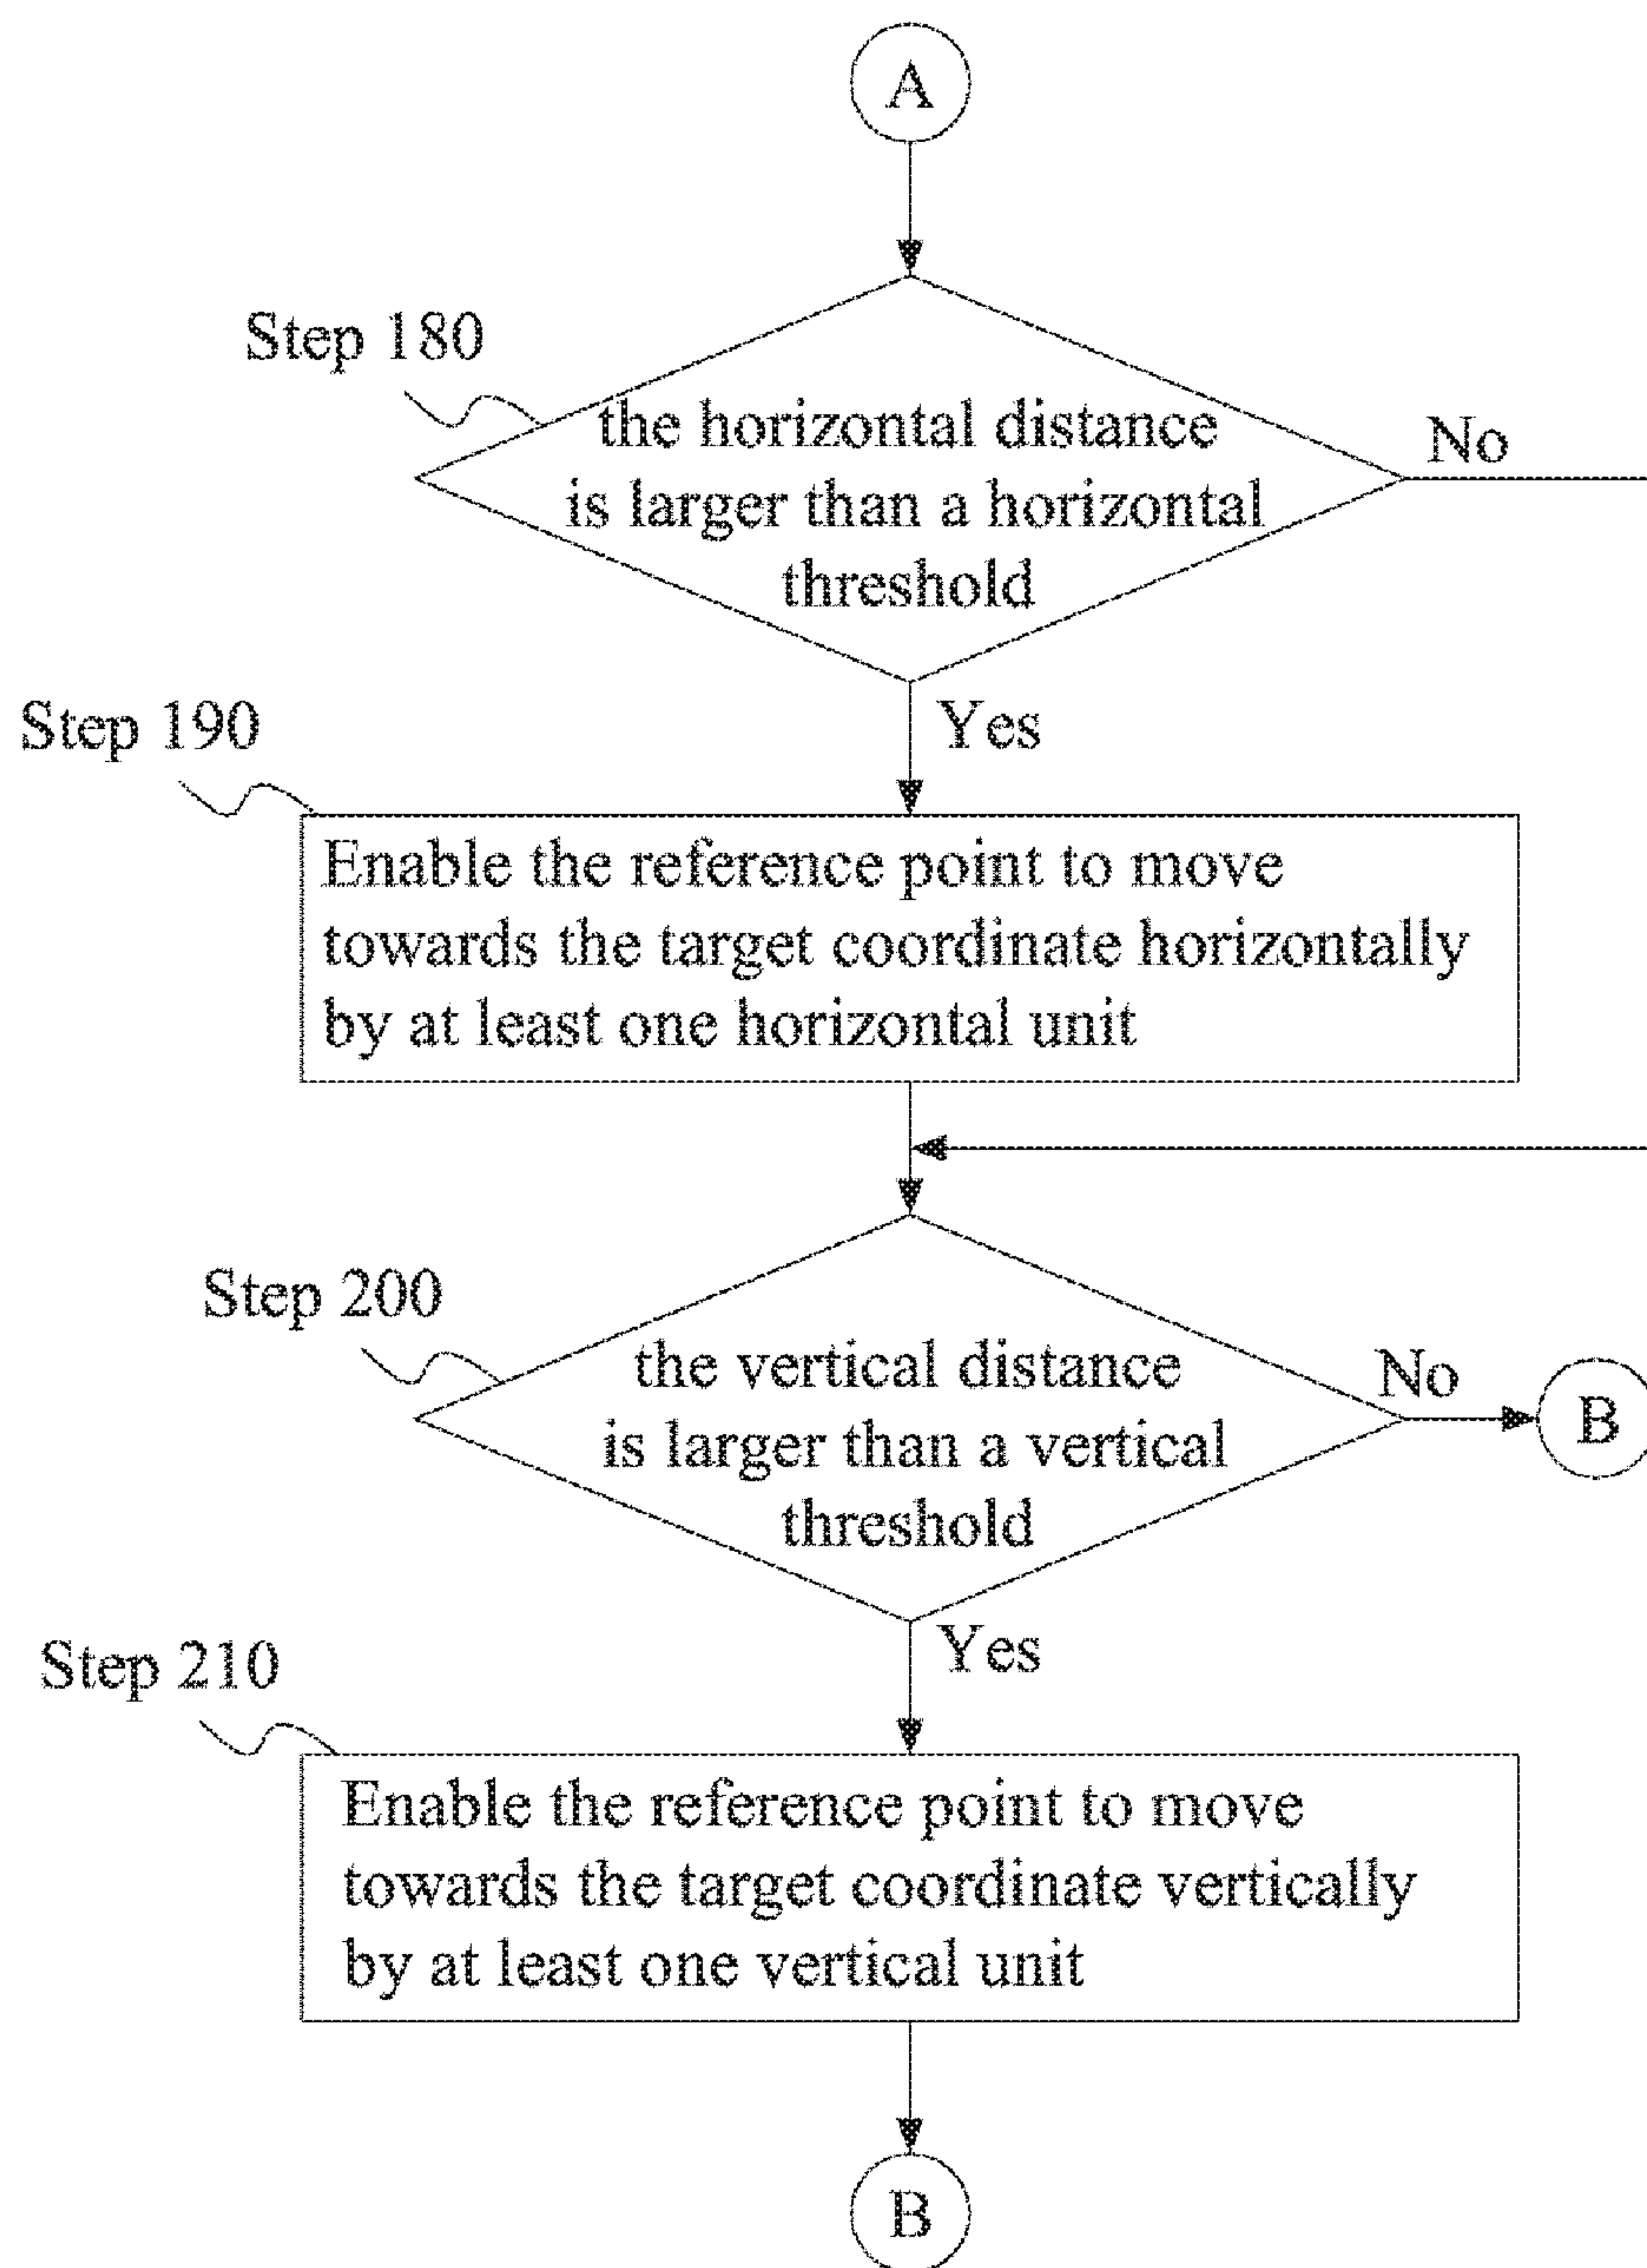 A
Step 180
the horizontal distance
is larger than a horizontal
threshold
No
Yes
Step 190
Enable the reference point to move
towards the target coordinate horizontally
by at least one horizontal unit
Step 200
the vertical distance
is larger than a vertical
threshold
No
B
Yes
Step 210
Enable the reference point to move
towards the target coordinate vertically
by at least one vertical unit
B